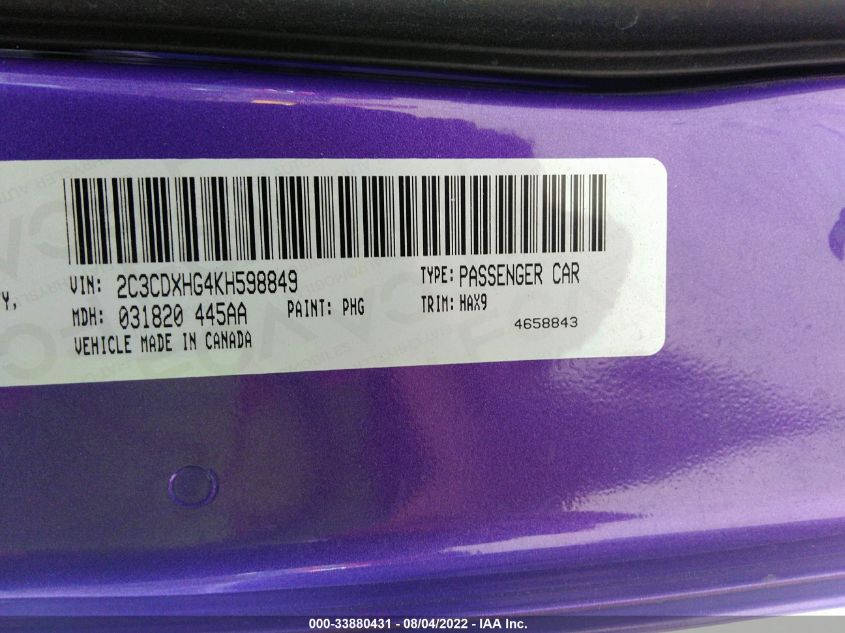 TY,
VIN: 2C3CDXHG4KH598849 TYPE: PASSENGER CAR
MDH: 031820 445AA PAINT: PHG TRIM: HAX9
VEHICLE MADE IN CANADA 4658843
000-33880431 - 08/04/2022 - IAA Inc.